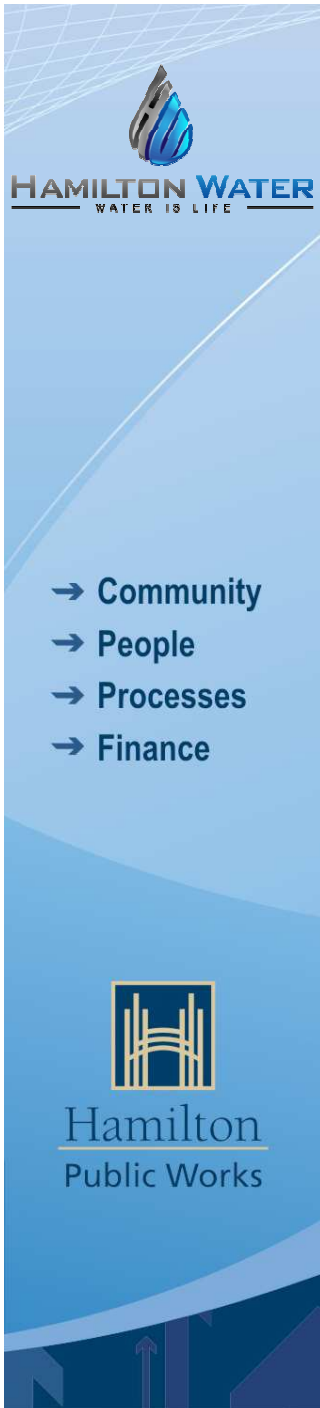 HAMILTON WATER
WATER IS LIFE
➔ Community
➔ People
➔ Processes
➔ Finance
Hamilton
Public Works